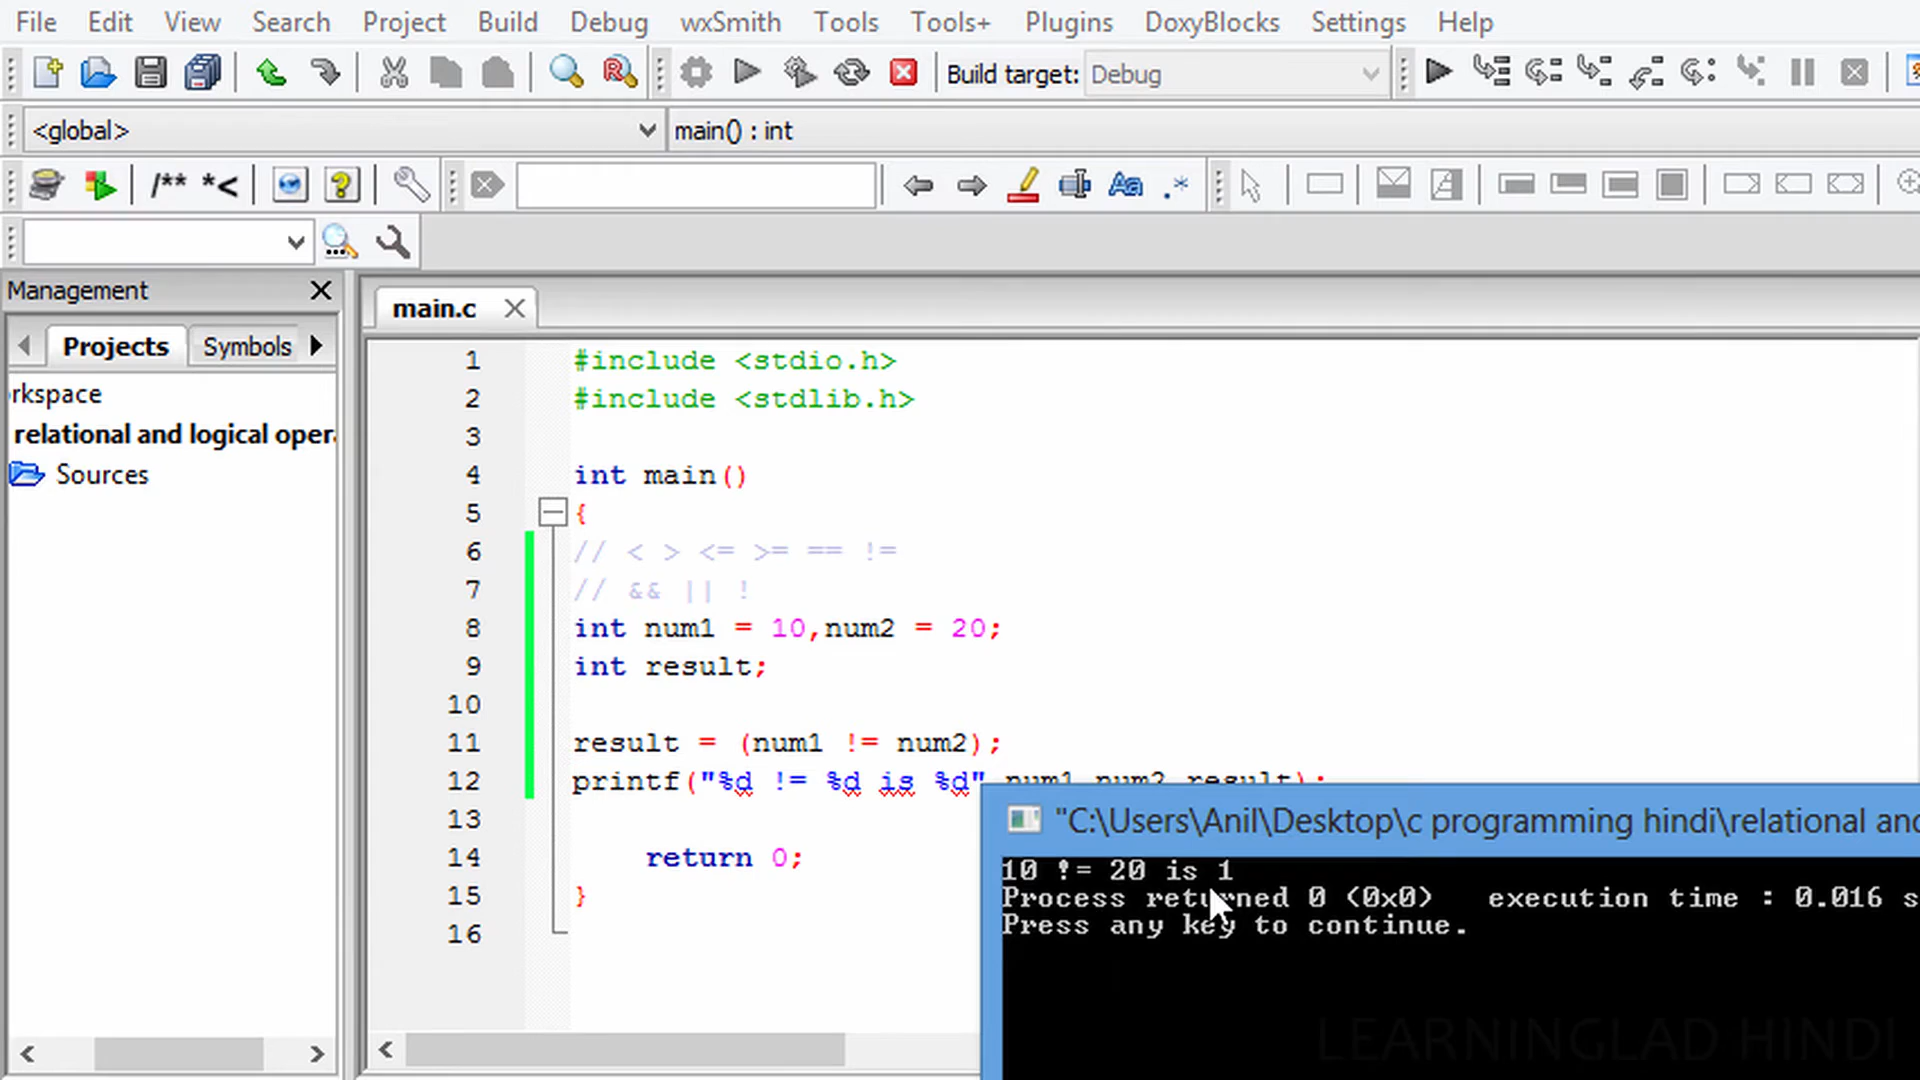 File Edit View Search Project Build Debug wxSmith Tools Tools+ Plugins DoxyBlocks Settings Help
Build target: Debug
<global> main() : int
/** *<
Management
Projects Symbols
rkspace
relational and logical oper
Sources
main.c
1 #include <stdio.h>
2 #include <stdlib.h>
3
4 int main()
5 {
6 // < > <= >= == !=
7 // && || !
8 int num1 = 10,num2 = 20;
9 int result;
10
11 result = (num1 != num2);
12 printf("%d != %d is %d",num1,num2,result);
13
14 return 0;
15 }
16
"C:\Users\Anil\Desktop\c programming hindi\relational and
10 != 20 is 1
Process returned 0 (0x0) execution time : 0.016 s
Press any key to continue.
LEARNINGLAD HINDI